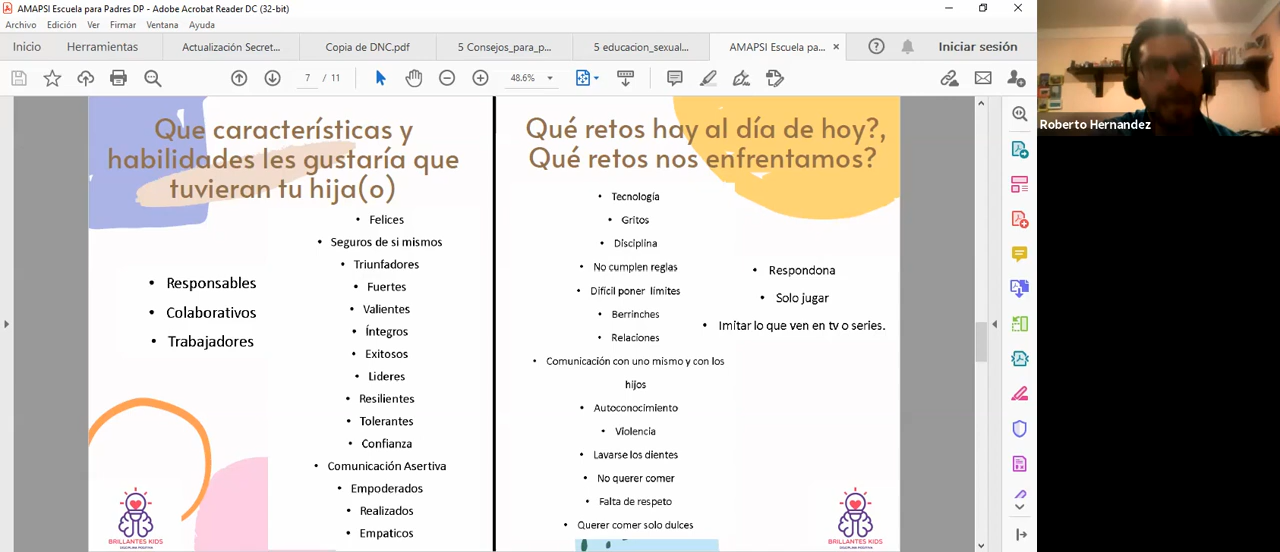 AMAPSI Escuela para Padres DP - Adobe Acrobat Reader DC (32-bit)
Archivo Edición Ver Firmar Ventana Ayuda
Inicio Herramientas Actualización Secret... Copia de DNC.pdf 5 Consejos_para_p... 5 educacion_sexual... AMAPSI Escuela pa... × Iniciar sesión
7 / 11 48.6%
Roberto Hernandez
Que características y
habilidades les gustaría que
tuvieran tu hija(o)
• Responsables
• Colaborativos
• Trabajadores
• Felices
• Seguros de si mismos
• Triunfadores
• Fuertes
• Valientes
• Íntegros
• Exitosos
• Lideres
• Resilientes
• Tolerantes
• Confianza
• Comunicación Asertiva
• Empoderados
• Realizados
• Empaticos
BRILLANTES KIDS
DISCIPLINA POSITIVA
Qué retos hay al día de hoy?,
Qué retos nos enfrentamos?
• Tecnología
• Gritos
• Disciplina
• No cumplen reglas
• Difícil poner límites
• Berrinches
• Relaciones
• Comunicación con uno mismo y con los
hijos
• Autoconocimiento
• Violencia
• Lavarse los dientes
• No querer comer
• Falta de respeto
• Querer comer solo dulces
• Respondona
• Solo jugar
• Imitar lo que ven en tv o series.
BRILLANTES KIDS
DISCIPLINA POSITIVA